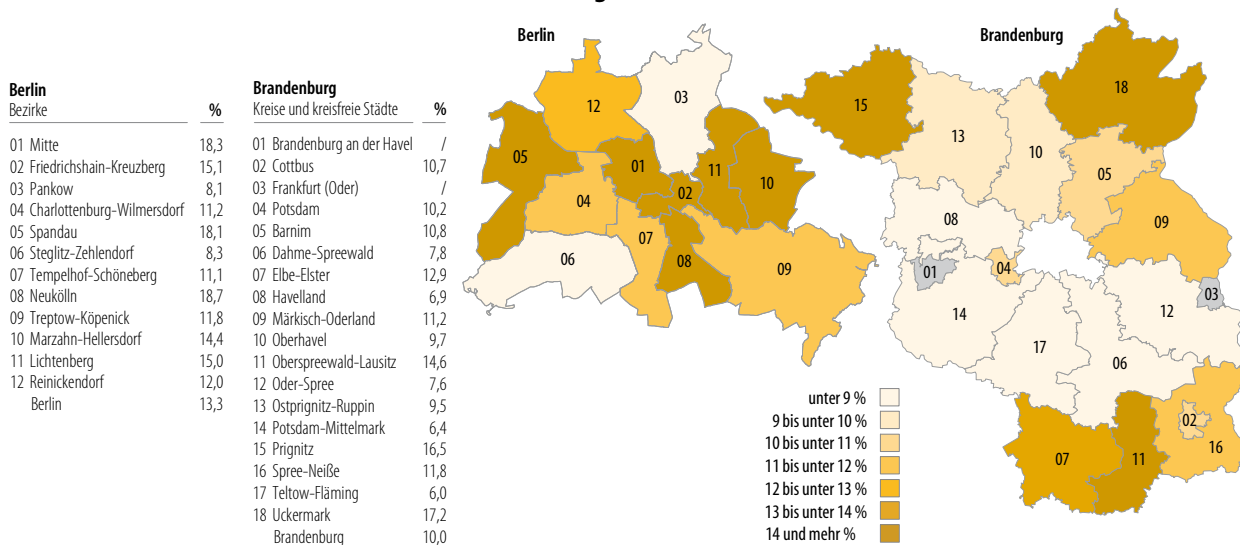 Berlin
Bezirke %
01 Mitte 18,3
02 Friedrichshain-Kreuzberg 15,1
03 Pankow 8,1
04 Charlottenburg-Wilmersdorf 11,2
05 Spandau 18,1
06 Steglitz-Zehlendorf 8,3
07 Tempelhof-Schöneberg 11,1
08 Neukölln 18,7
09 Treptow-Köpenick 11,8
10 Marzahn-Hellersdorf 14,4
11 Lichtenberg 15,0
12 Reinickendorf 12,0
Berlin 13,3
Brandenburg
Kreise und kreisfreie Städte %
01 Brandenburg an der Havel /
02 Cottbus 10,7
03 Frankfurt (Oder) /
04 Potsdam 10,2
05 Barnim 10,8
06 Dahme-Spreewald 7,8
07 Elbe-Elster 12,9
08 Havelland 6,9
09 Märkisch-Oderland 11,2
10 Oberhavel 9,7
11 Oberspreewald-Lausitz 14,6
12 Oder-Spree 7,6
13 Ostprignitz-Ruppin 9,5
14 Potsdam-Mittelmark 6,4
15 Prignitz 16,5
16 Spree-Neiße 11,8
17 Teltow-Fläming 6,0
18 Uckermark 17,2
Brandenburg 10,0
Berlin
12
03
05
01
11
10
02
04
07
08
06
09
Brandenburg
18
15
13
10
05
08
09
01
04
03
14
12
17
06
02
16
07
11
unter 9 %
9 bis unter 10 %
10 bis unter 11 %
11 bis unter 12 %
12 bis unter 13 %
13 bis unter 14 %
14 und mehr %